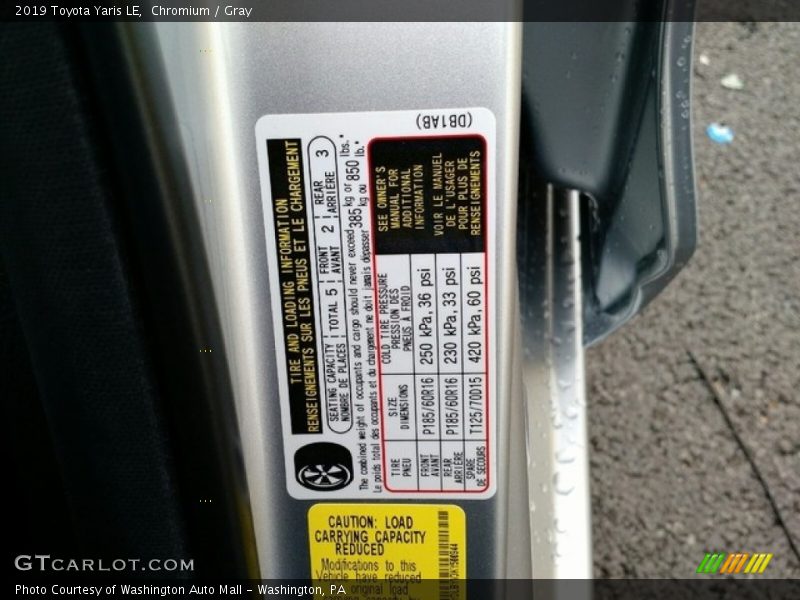 2019 Toyota Yaris LE,  Chromium / Gray
(DB1AB)
TIRE AND LOADING INFORMATION
RENSEIGNEMENTS SUR LES PNEUS ET LE CHARGEMENT
SEATING CAPACITY
NOMBRE DE PLACES
TOTAL 5
FRONT
AVANT
2
REAR
ARRIÈRE
3
The combined weight of occupants and cargo should never exceed 385 kg or 850 lbs.*
Le poids total des occupants et du chargement ne doit jamais dépasser kg ou lb.*
TIRE
PNEU
SIZE
DIMENSIONS
COLD TIRE PRESSURE
PRESSION DES
PNEUS À FROID
FRONT
AVANT
P185/60R16
250 kPa, 36 psi
REAR
ARRIÈRE
P185/60R16
230 kPa, 33 psi
SPARE
DE SECOURS
T125/70D15
420 kPa, 60 psi
SEE OWNER'S
MANUAL FOR
ADDITIONAL
INFORMATION
VOIR LE MANUEL
DE L'USAGER
POUR PLUS DE
RENSEIGNEMENTS
CAUTION: LOAD
CARRYING CAPACITY
REDUCED
Modifications to this
Vehicle have reduced
original load
GTCARLOT.COM
Photo Courtesy of Washington Auto Mall - Washington, PA